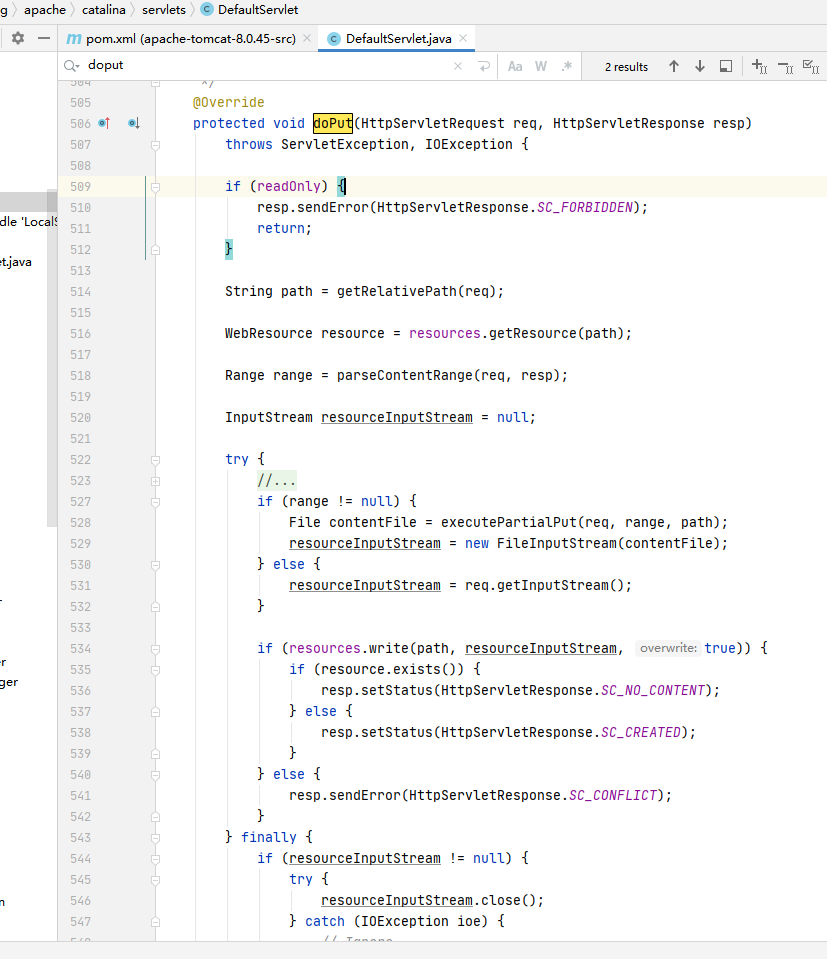 g apache catalina servlets DefaultServlet
pom.xml (apache-tomcat-8.0.45-src) DefaultServlet.java
doput Aa W .* 2 results
504 */
505 @Override
506 protected void doPut(HttpServletRequest req, HttpServletResponse resp)
507 throws ServletException, IOException {
508
509 if (readOnly) {
dle 'LocalS 510 resp.sendError(HttpServletResponse.SC_FORBIDDEN);
511 return;
et.java 512 }
513
514 String path = getRelativePath(req);
515
516 WebResource resource = resources.getResource(path);
517
518 Range range = parseContentRange(req, resp);
519
520 InputStream resourceInputStream = null;
521
522 try {
523 //...
527 if (range != null) {
528 File contentFile = executePartialPut(req, range, path);
529 resourceInputStream = new FileInputStream(contentFile);
530 } else {
531 resourceInputStream = req.getInputStream();
532 }
533
534 if (resources.write(path, resourceInputStream, overwrite: true)) {
er 535 if (resource.exists()) {
ger 536 resp.setStatus(HttpServletResponse.SC_NO_CONTENT);
537 } else {
538 resp.setStatus(HttpServletResponse.SC_CREATED);
539 }
540 } else {
541 resp.sendError(HttpServletResponse.SC_CONFLICT);
542 }
543 } finally {
544 if (resourceInputStream != null) {
545 try {
n 546 resourceInputStream.close();
547 } catch (IOException ioe) {
548 // Ignore